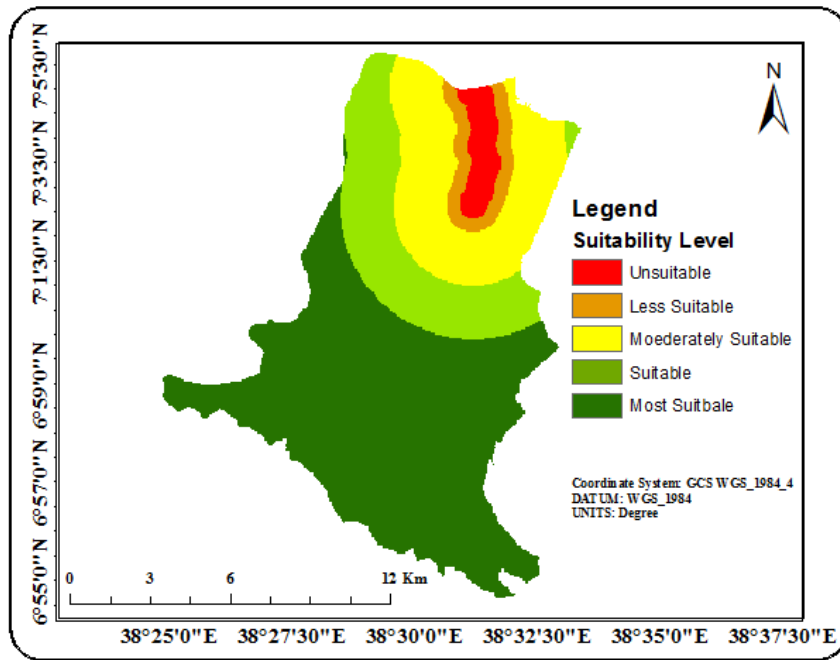 7°5'30"N
7°3'30"N
7°1'30"N
6°59'0"N
6°57'0"N
6°55'0"N
N
Legend
Suitability Level
Unsuitable
Less Suitable
Moederately Suitable
Suitable
Most Suitbale
Coordinate System: GCS WGS_1984_4
DATUM: WGS_1984
UNITS: Degree
0 3 6 12 Km
38°25'0"E 38°27'30"E 38°30'0"E 38°32'30"E 38°35'0"E 38°37'30"E